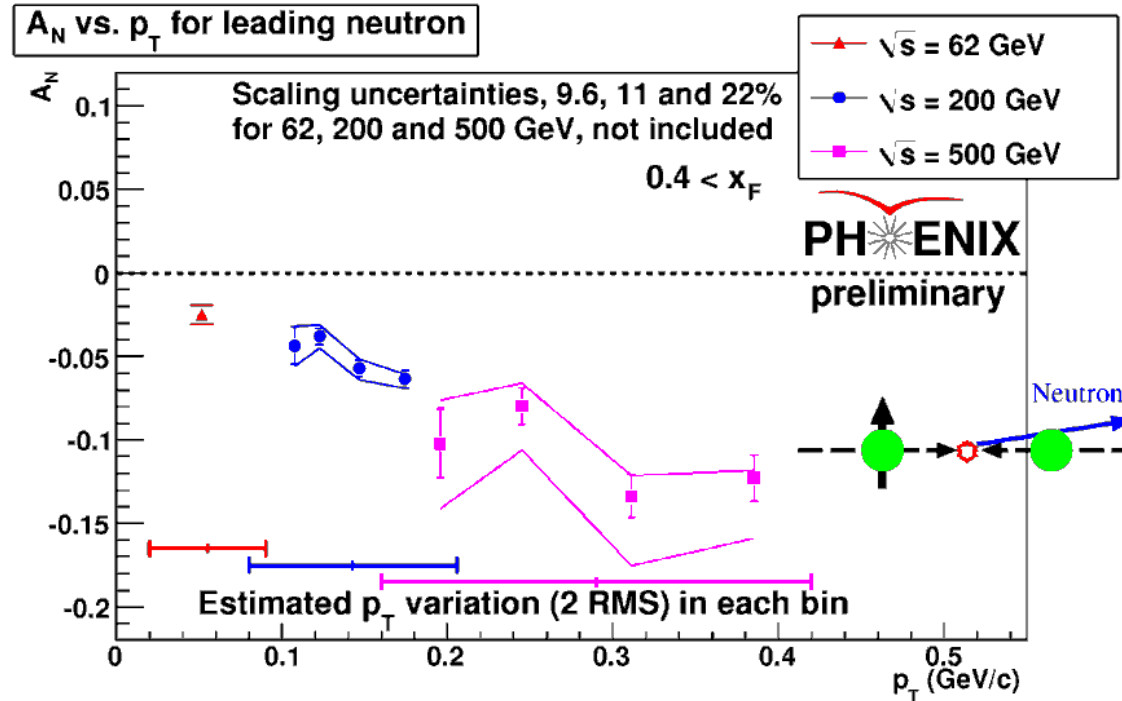 A_N vs. p_T for leading neutron
√s = 62 GeV
√s = 200 GeV
√s = 500 GeV
A_N
Scaling uncertainties, 9.6, 11 and 22%
for 62, 200 and 500 GeV, not included
0.4 < x_F
PHENIX
preliminary
Neutron
Estimated p_T variation (2 RMS) in each bin
0.1
0.05
0
-0.05
-0.1
-0.15
-0.2
0 0.1 0.2 0.3 0.4 0.5
p_T (GeV/c)